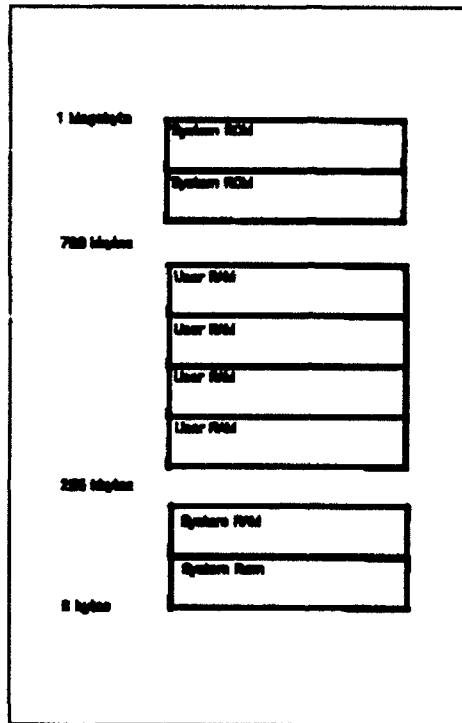 1 Megabyte
System ROM
System ROM
kbytes
User RAM
User RAM
User RAM
User RAM
kbytes
System RAM
System Ram
bytes